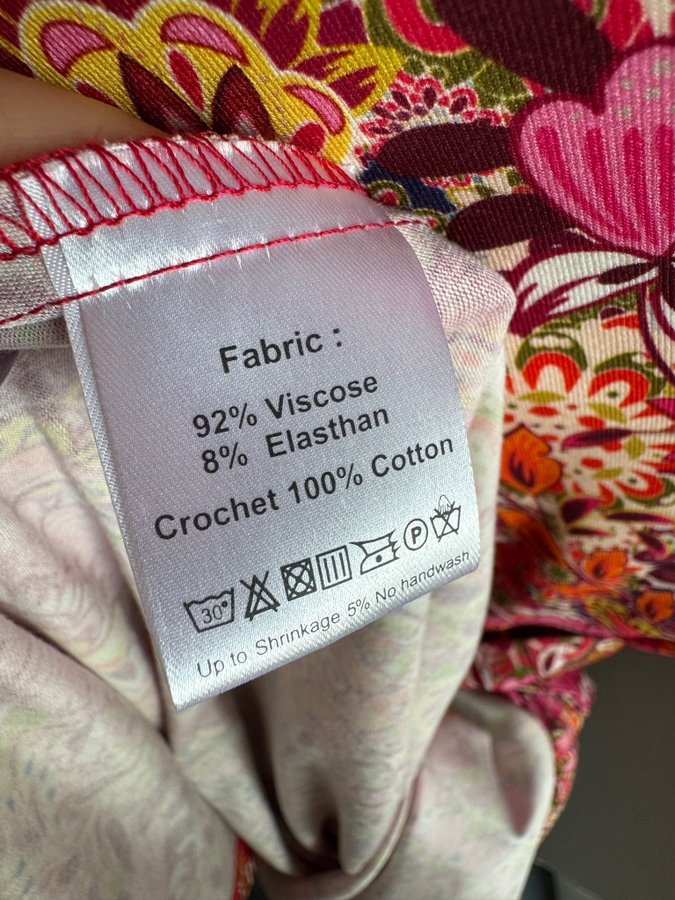 Fabric :
92% Viscose
8% Elasthan
Crochet 100% Cotton
30° P
Up to Shrinkage 5% No handwash